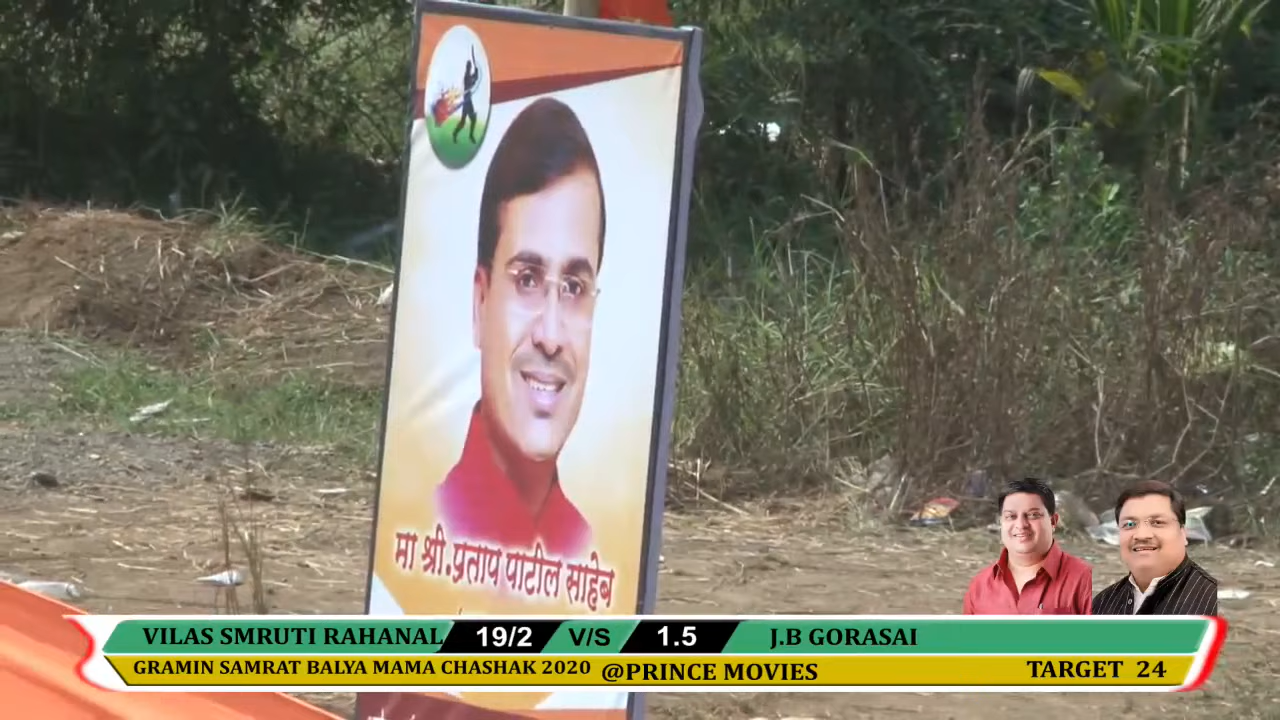 मा श्री.प्रताप पाटील साहेब
VILAS SMRUTI RAHANAL 19/2 V/S 1.5 J.B GORASAI
GRAMIN SAMRAT BALYA MAMA CHASHAK 2020 @PRINCE MOVIES TARGET 24